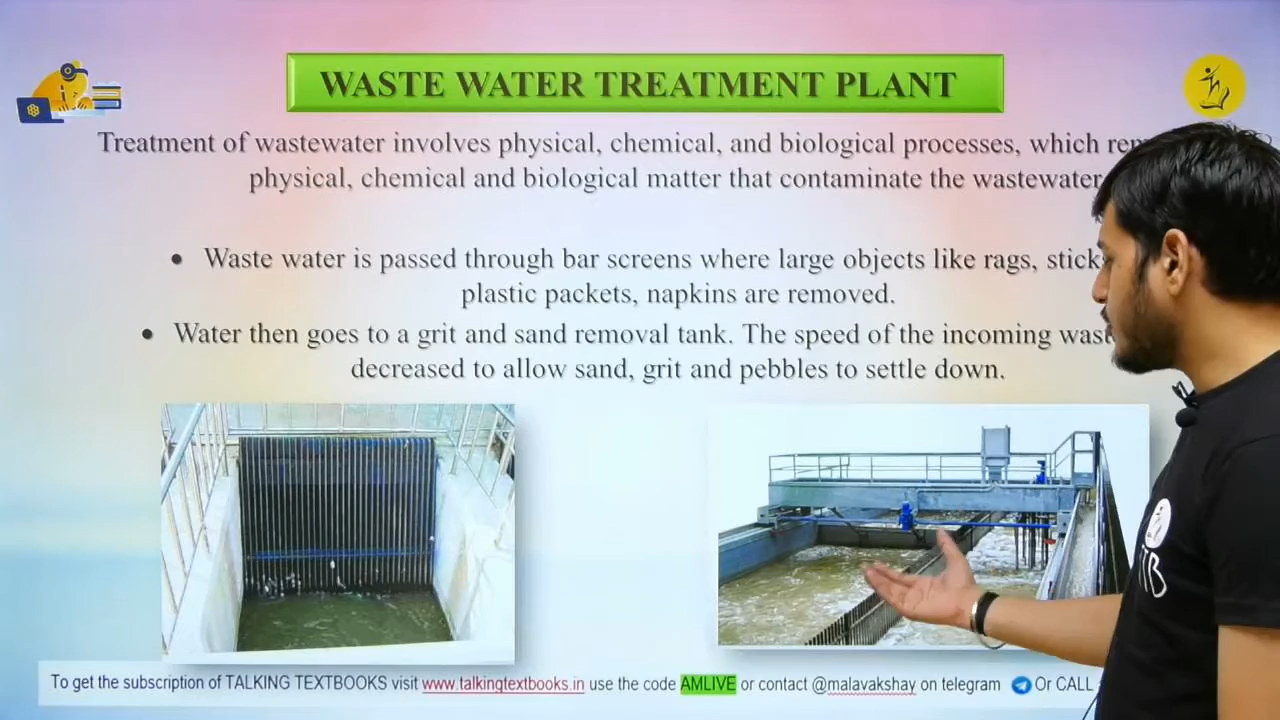 WASTE WATER TREATMENT PLANT
Treatment of wastewater involves physical, chemical, and biological processes, which
physical, chemical and biological matter that contaminate the wastewater
• Waste water is passed through bar screens where large objects like rags,
plastic packets, napkins are removed.
• Water then goes to a grit and sand removal tank. The speed of the incoming
decreased to allow sand, grit and pebbles to settle down.
To get the subscription of TALKING TEXTBOOKS visit www.talkingtextbooks.in use the code AMLIVE or contact @malavakshay on telegram Or CALL